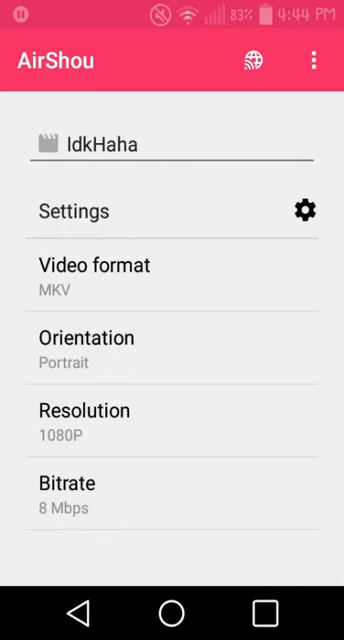 83% 4:44 PM
AirShou
IdkHaha
Settings
Video format
MKV
Orientation
Portrait
Resolution
1080P
Bitrate
8 Mbps